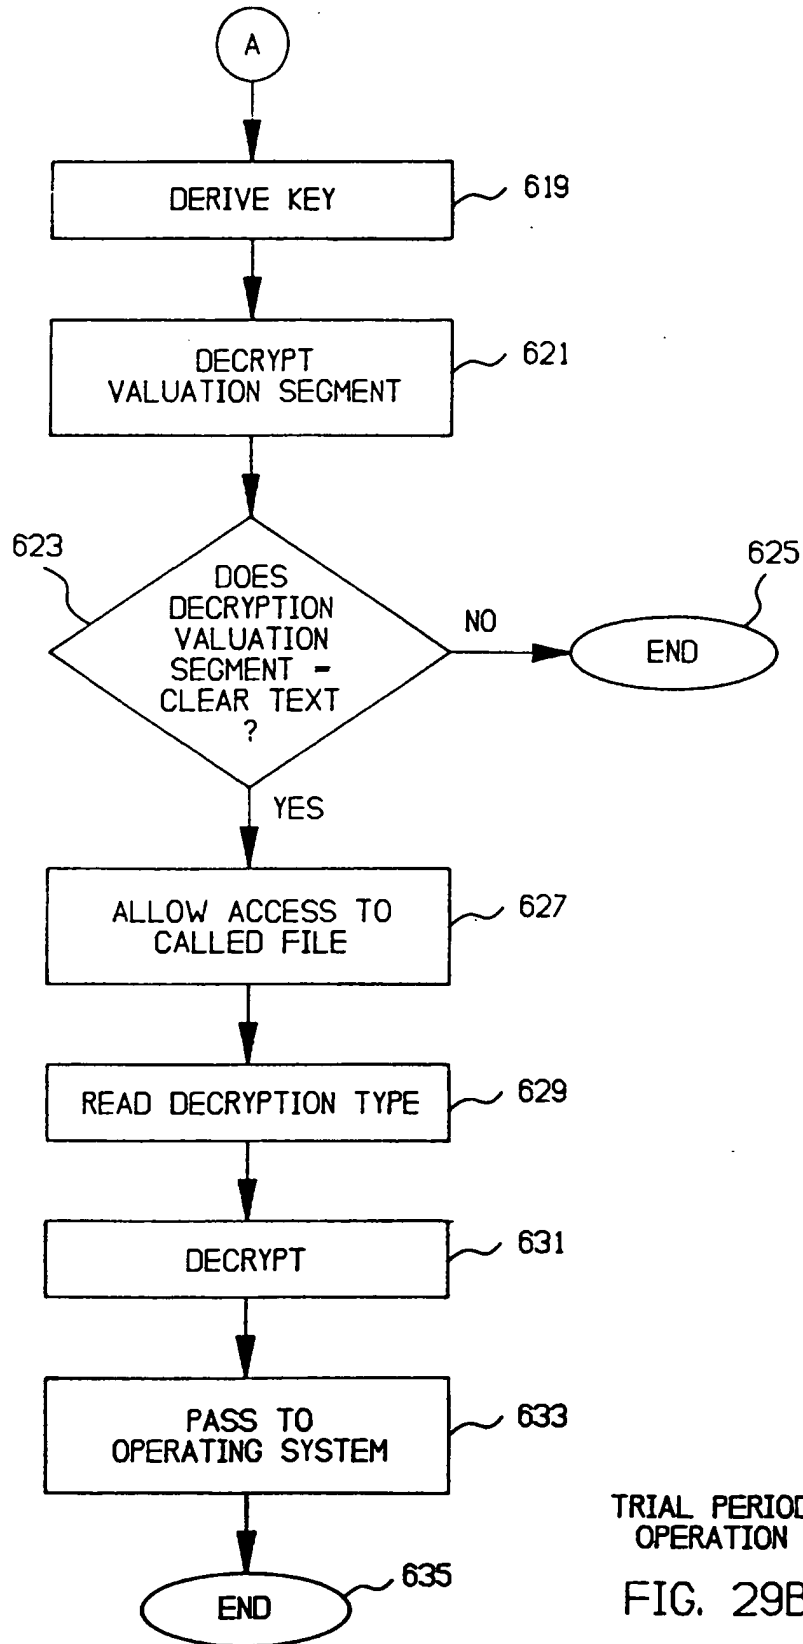 A
DERIVE KEY
619
DECRYPT
VALUATION SEGMENT
621
623
DOES
DECRYPTION
VALUATION
SEGMENT -
CLEAR TEXT
?
NO
END
625
YES
ALLOW ACCESS TO
CALLED FILE
627
READ DECRYPTION TYPE
629
DECRYPT
631
PASS TO
OPERATING SYSTEM
633
END
635
TRIAL PERIOD
OPERATION
FIG. 29B